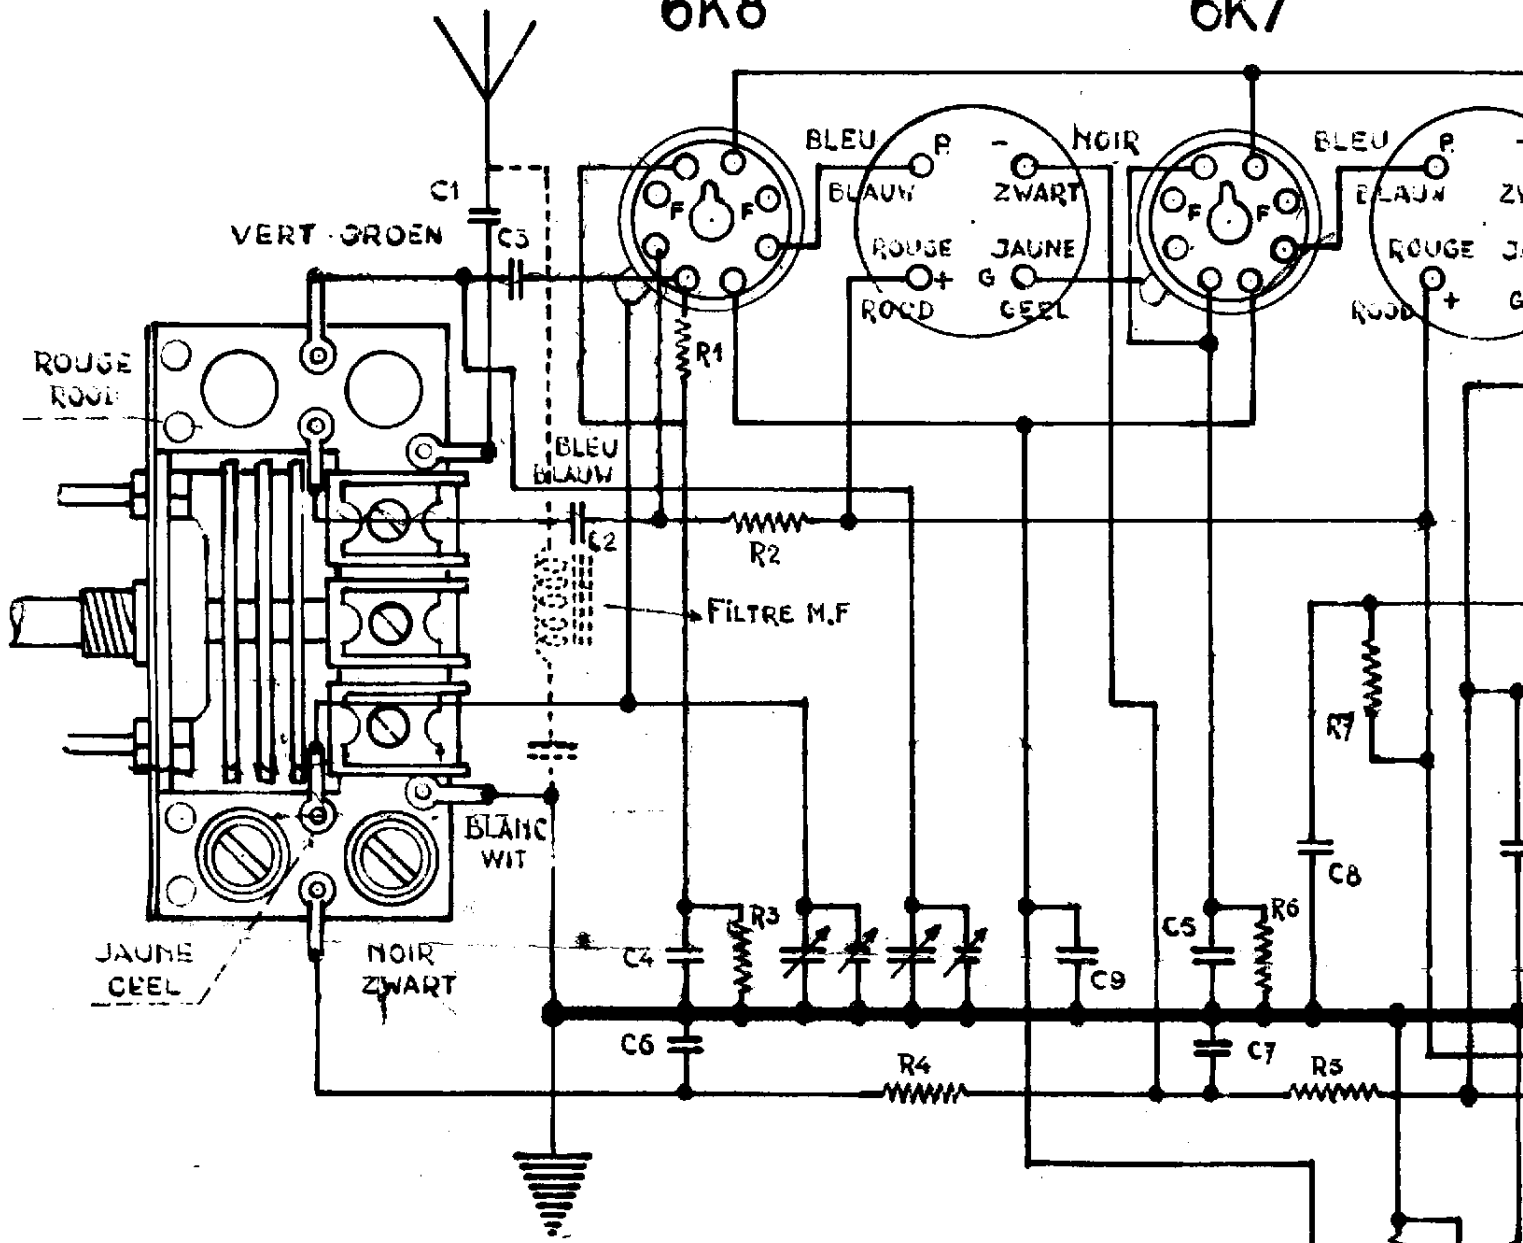 6K8
6K7
BLEU
P.
-
NOIR
BLEU
P.
-
C1
BLAUW
ZWART
BLAUW
F
F
F
F
VERT-GROEN
C3
ROUGE
JAUNE
ROUGE
+
G
ROOD
GEEL
ROOD
+
G
ROUGE
ROOD
R1
BLEU
BLAUW
C2
R2
FILTRE M.F
R7
BLANC
WIT
C8
R3
R6
C5
JAUNE
GEEL
NOIR
ZWART
C4
C9
C6
C7
R4
R5